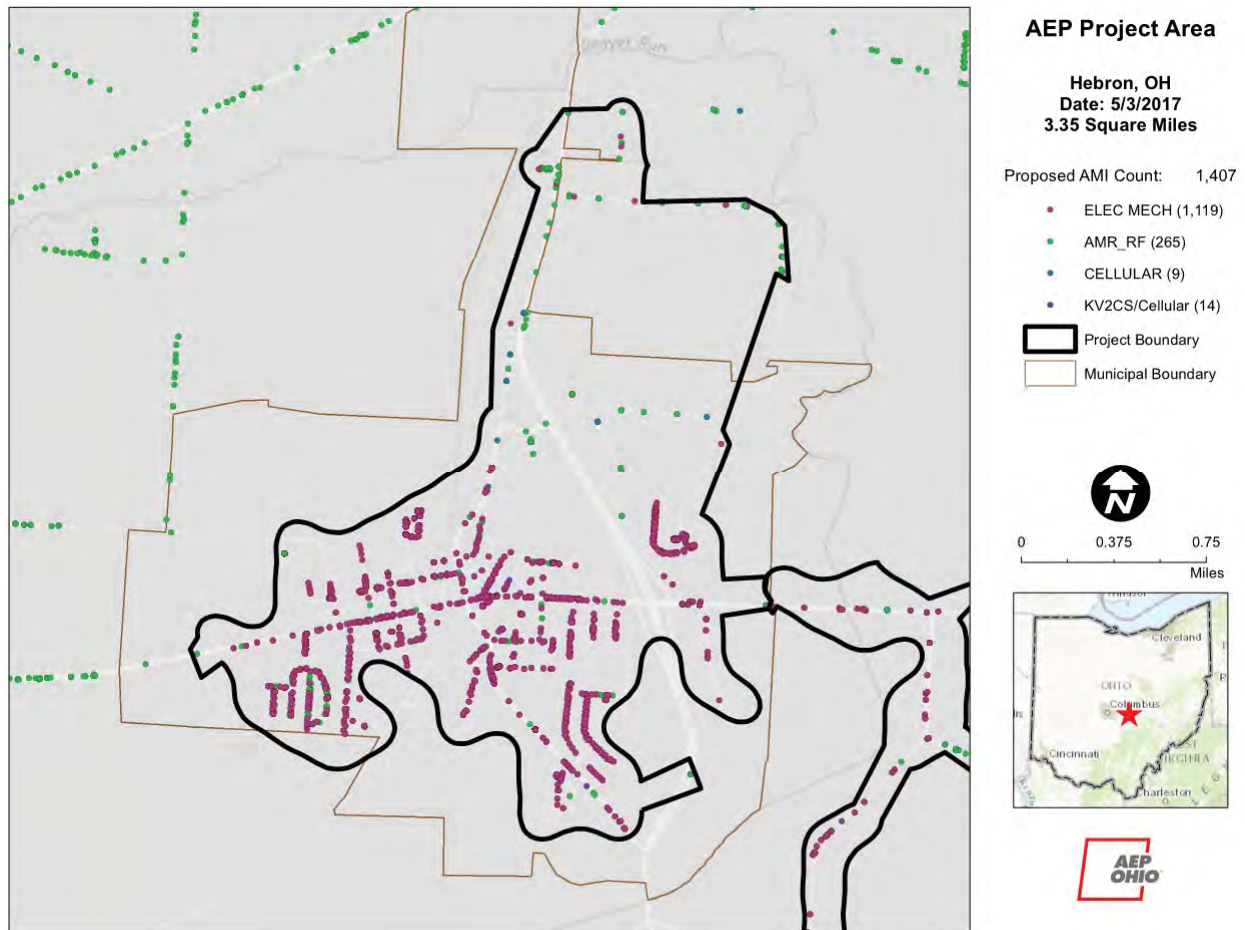 AEP Project Area
Hebron, OH
Date: 5/3/2017
3.35 Square Miles
Proposed AMI Count: 1,407
ELEC MECH (1,119)
AMR_RF (265)
CELLULAR (9)
KV2CS/Cellular (14)
Project Boundary
Municipal Boundary
N
0 0.375 0.75
Miles
Cleveland
OHIO
Columbus
Cincinnati
VIRGINIA
Charleston
AEP
OHIO
Run